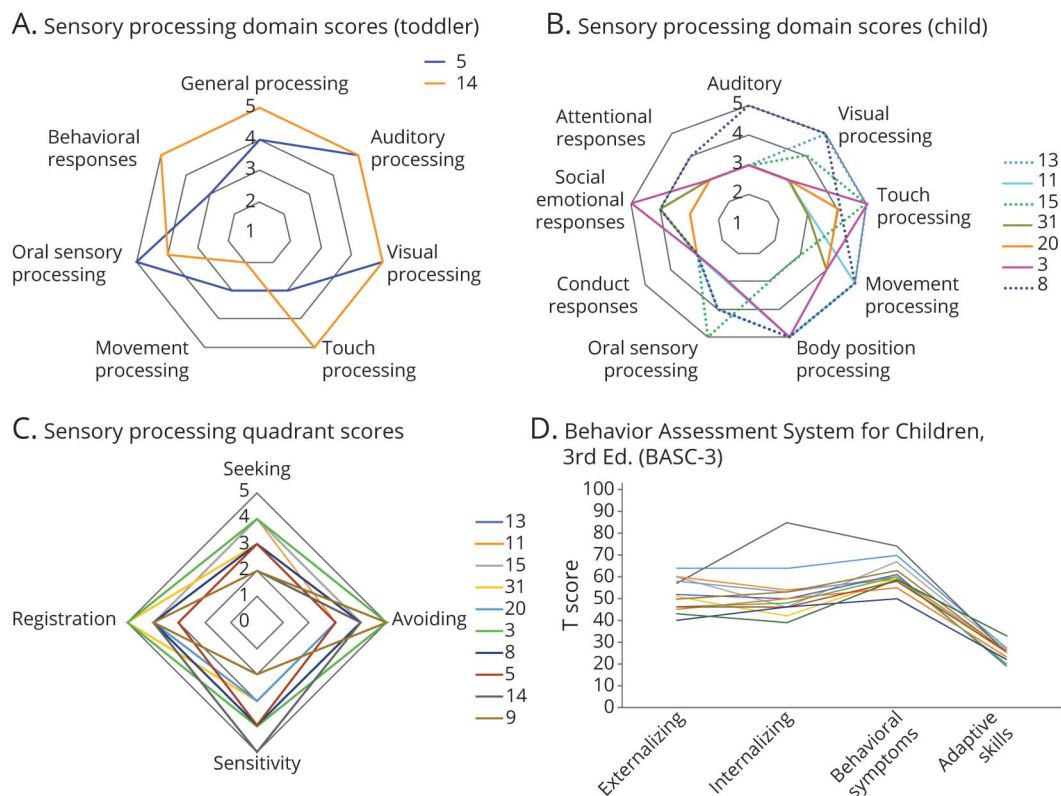 A. Sensory processing domain scores (toddler)
5
14
General processing
5
4
3
2
1
Behavioral
responses
Auditory
processing
Oral sensory
processing
Visual
processing
Movement
processing
Touch
processing
B. Sensory processing domain scores (child)
Auditory
5
4
3
2
1
Attentional
responses
Visual
processing
Social
emotional
responses
Touch
processing
Conduct
responses
Movement
processing
Oral sensory
processing
Body position
processing
13
11
15
31
20
3
8
C. Sensory processing quadrant scores
Seeking
5
4
3
2
1
0
Registration
Avoiding
Sensitivity
13
11
15
31
20
3
8
5
14
9
D. Behavior Assessment System for Children,
3rd Ed. (BASC-3)
100
90
80
70
60
50
40
30
20
10
0
T score
Externalizing
Internalizing
Behavioral
symptoms
Adaptive
skills